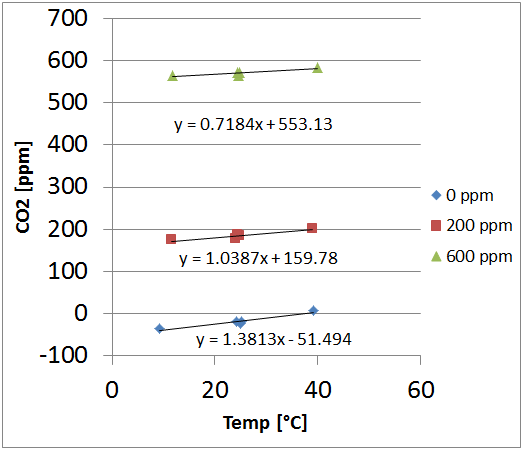 700
600
500
400
300
200
100
0
-100
CO2 [ppm]
y = 0.7184x + 553.13
y = 1.0387x + 159.78
y = 1.3813x - 51.494
0 ppm
200 ppm
600 ppm
0 20 40 60
Temp [°C]